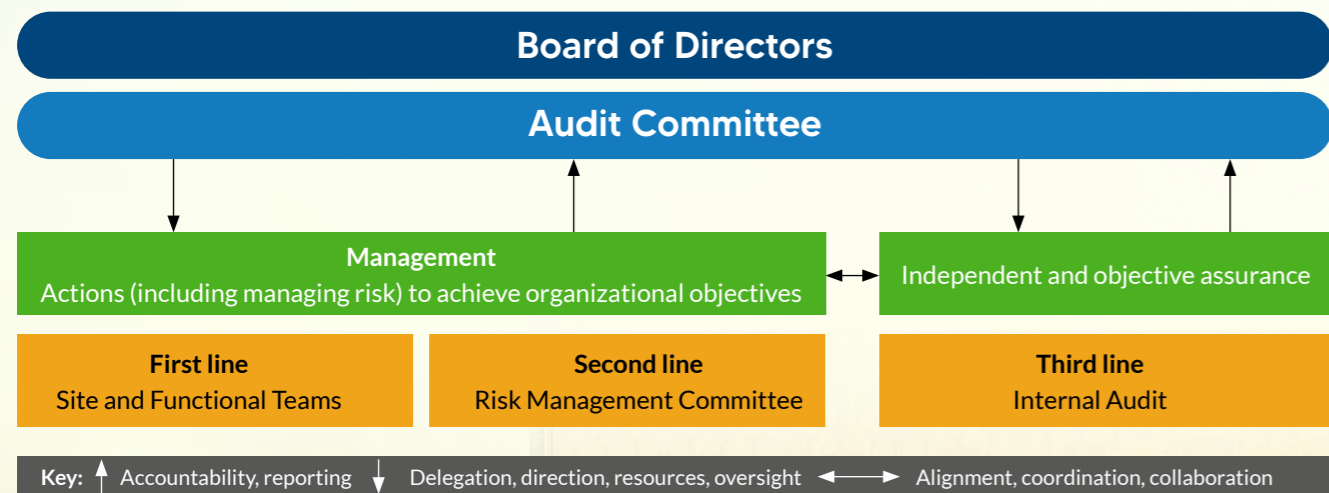 Board of Directors
Audit Committee
Management
Actions (including managing risk) to achieve organizational objectives
Independent and objective assurance
First line
Site and Functional Teams
Second line
Risk Management Committee
Third line
Internal Audit
Key: Accountability, reporting Delegation, direction, resources, oversight Alignment, coordination, collaboration